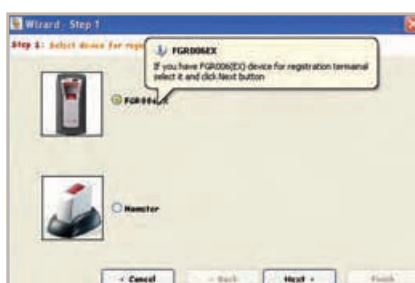 Wizard - Step 1
Step 1: Select device for
FGR006EX
If you have FGR006(EX) device for registration termainal
select it and click Next button
Hamster
< Cancel
< Back
Next >
Finish